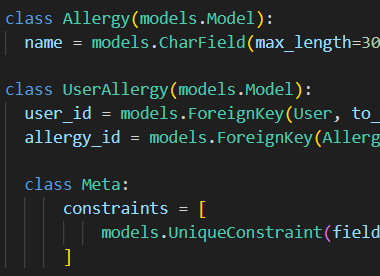 class Allergy(models.Model):
    name = models.CharField(max_length=30
class UserAllergy(models.Model):
    user_id = models.ForeignKey(User, to_
    allergy_id = models.ForeignKey(Allerg
    class Meta:
        constraints = [
            models.UniqueConstraint(field
        ]